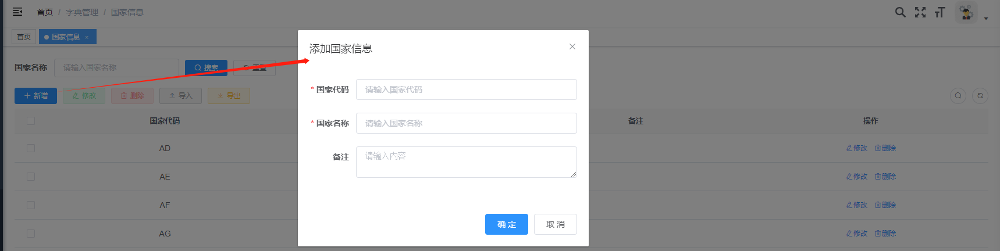 首页 / 字典管理 / 国家信息
首页
国家信息 ×
国家名称 请输入国家名称 搜索 重置
+ 新增 修改 删除 导入 导出
国家代码 备注 操作
AD 修改 删除
AE 修改 删除
AF 修改 删除
AG 修改 删除
添加国家信息
* 国家代码 请输入国家代码
* 国家名称 请输入国家名称
备注 请输入内容
确 定 取 消